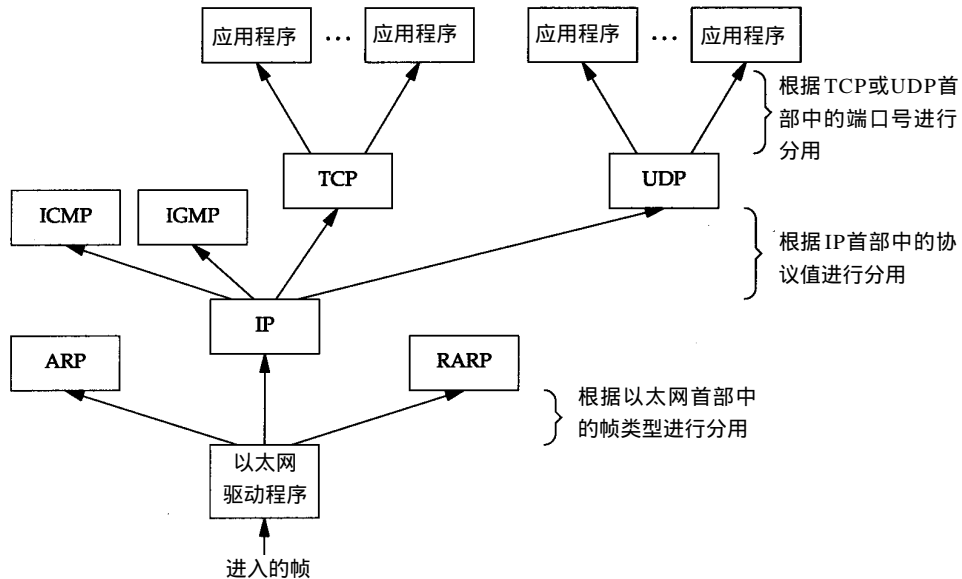 应用程序 … 应用程序 应用程序 … 应用程序
根据TCP或UDP首
部中的端口号进行
分用
TCP UDP
ICMP IGMP
根据IP首部中的协
议值进行分用
IP
ARP RARP
根据以太网首部中
的帧类型进行分用
以太网
驱动程序
进入的帧